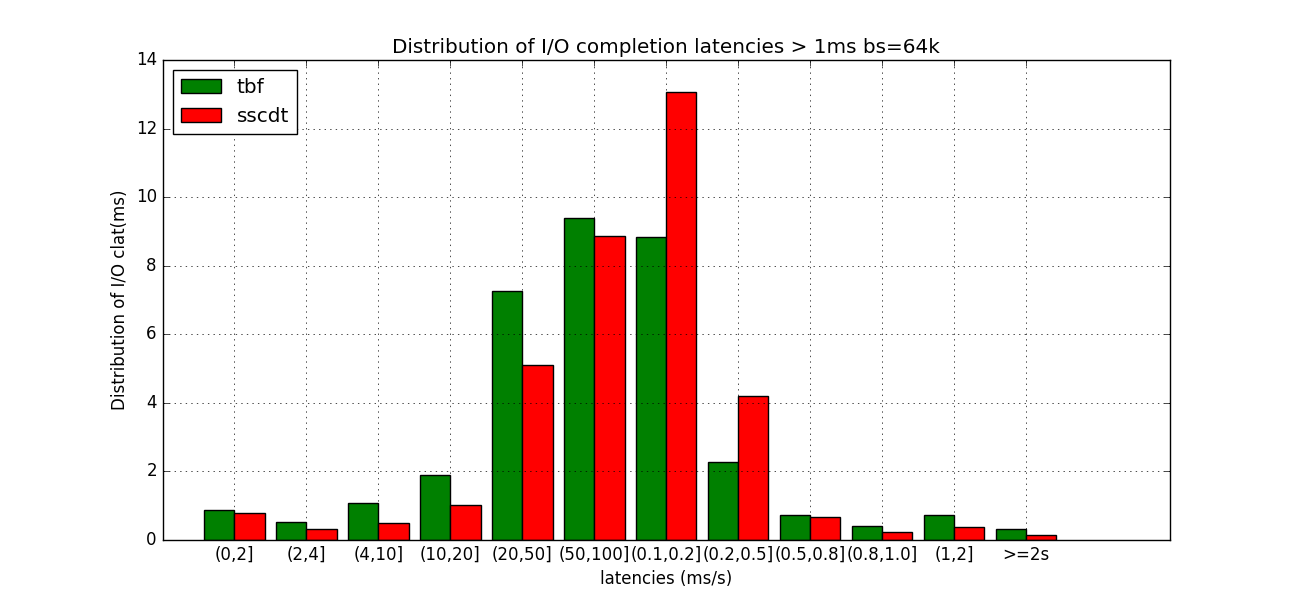 Distribution of I/O completion latencies > 1ms bs=64k
14
12
10
8
6
4
2
0
tbf
sscdt
Distribution of I/O clat(ms)
(0,2] (2,4] (4,10] (10,20] (20,50] (50,100] (0.1,0.2] (0.2,0.5] (0.5,0.8] (0.8,1.0] (1,2] >=2s
latencies (ms/s)